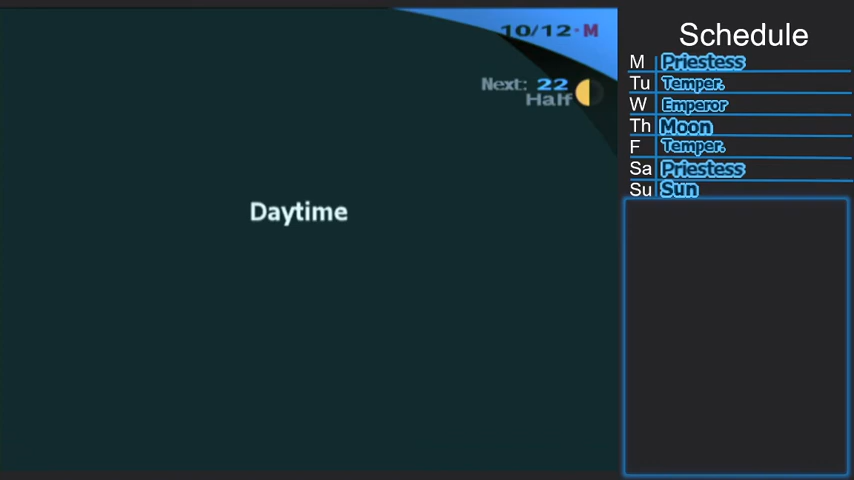 10/12·M
Next: 22
Half
Daytime
Schedule
M Priestess
Tu Temper.
W Emperor
Th Moon
F Temper.
Sa Priestess
Su Sun